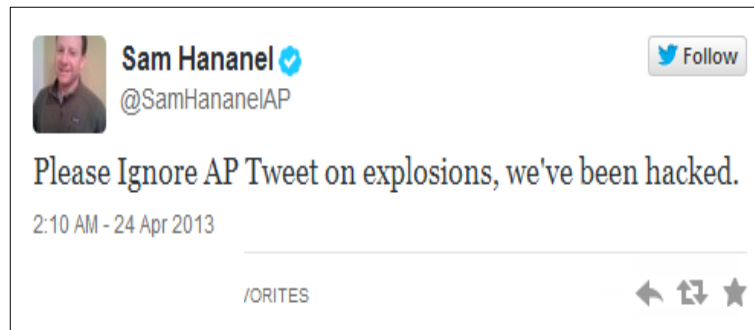 Sam Hananel
Follow
@SamHananelAP
Please Ignore AP Tweet on explosions, we've been hacked.
2:10 AM - 24 Apr 2013
VORITES